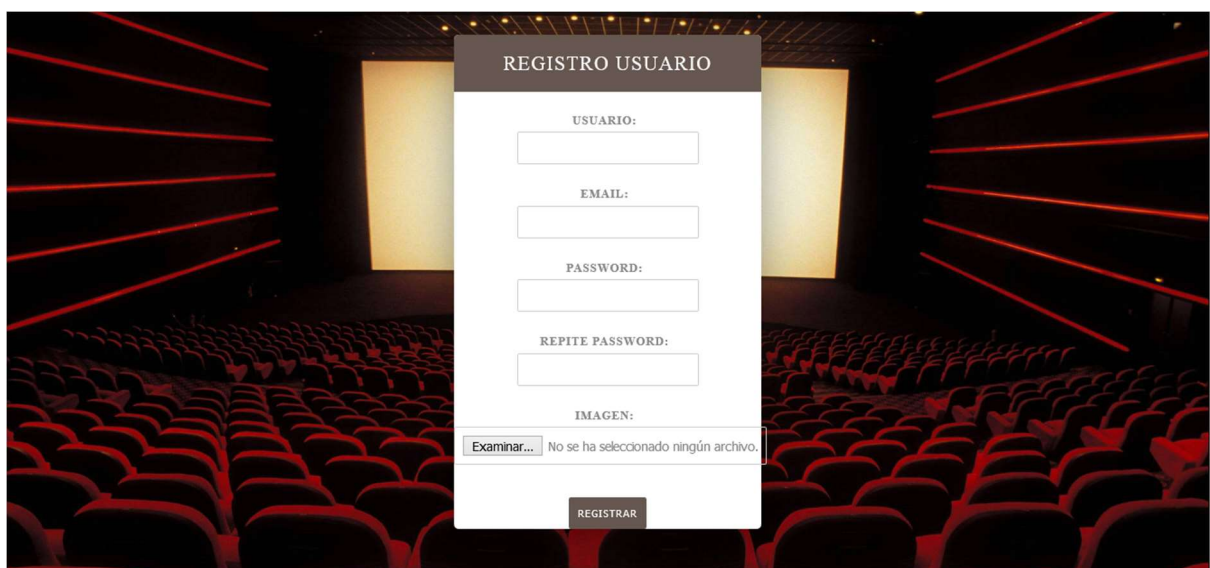 REGISTRO USUARIO
USUARIO:
EMAIL:
PASSWORD:
REPITE PASSWORD:
IMAGEN:
Examinar... No se ha seleccionado ningún archivo.
REGISTRAR